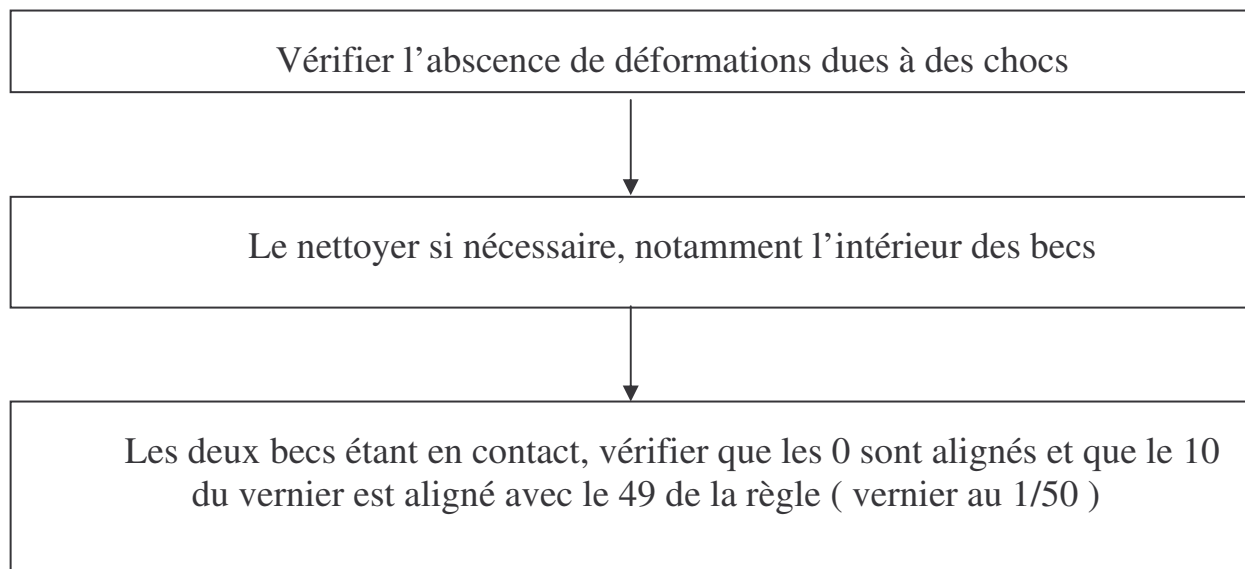 Vérifier l’abscence de déformations dues à des chocs
Le nettoyer si nécessaire, notamment l’intérieur des becs
Les deux becs étant en contact, vérifier que les 0 sont alignés et que le 10
du vernier est aligné avec le 49 de la règle ( vernier au 1/50 )